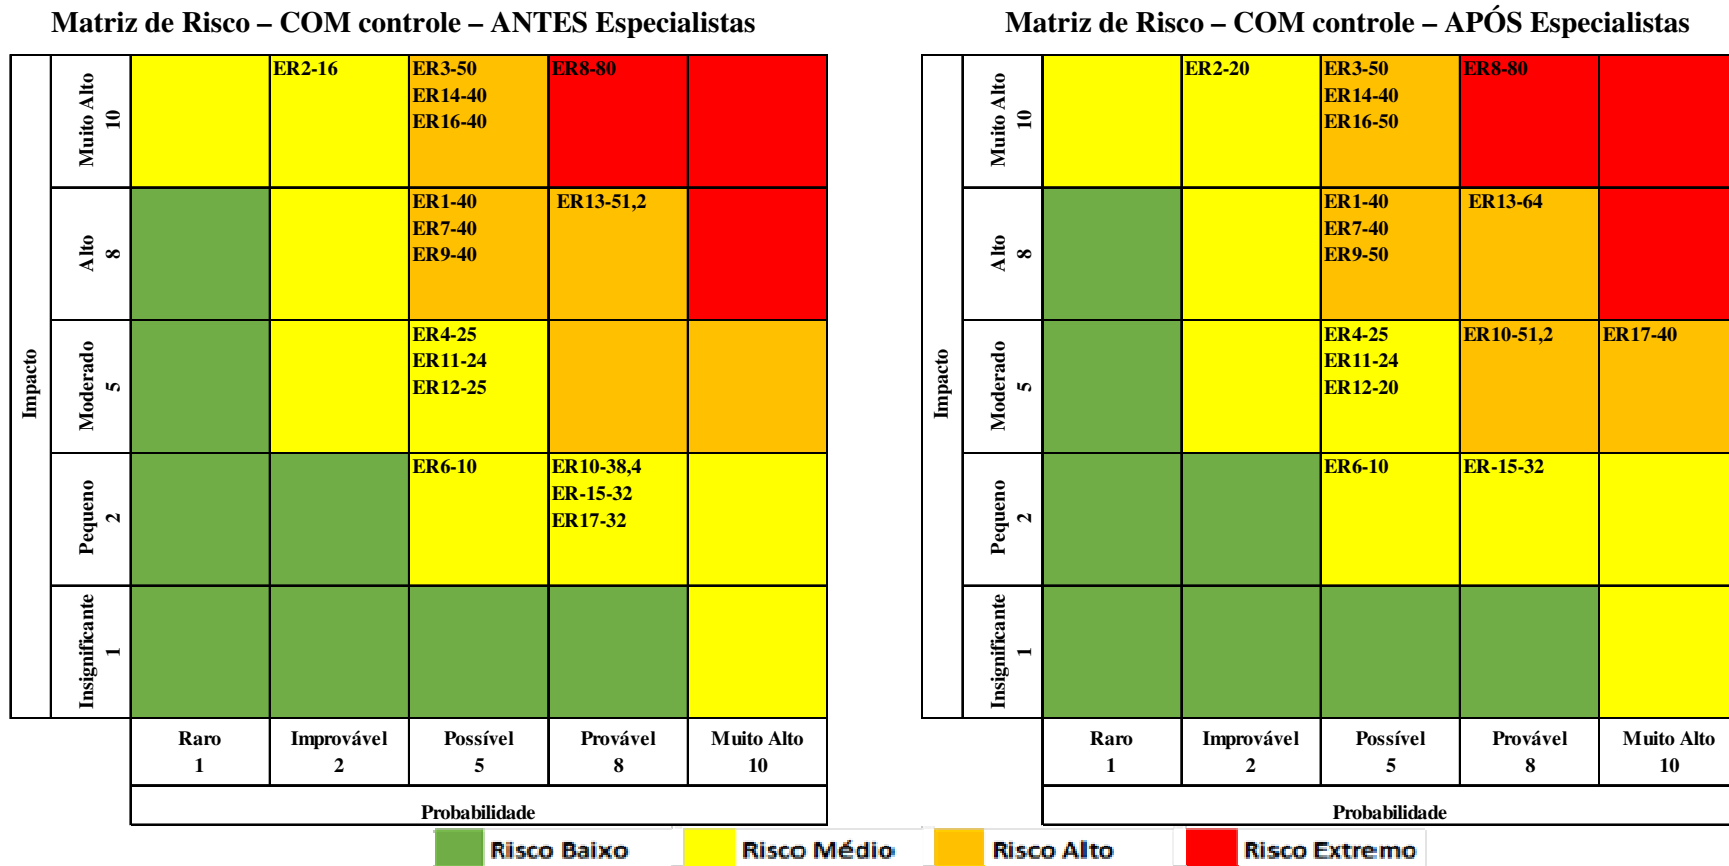 Matriz de Risco – COM controle – ANTES Especialistas
Impacto
Muito Alto
10
ER2-16
ER3-50
ER14-40
ER16-40
ER8-80
Alto
8
ER1-40
ER7-40
ER9-40
ER13-51,2
Moderado
5
ER4-25
ER11-24
ER12-25
Pequeno
2
ER6-10
ER10-38,4
ER-15-32
ER17-32
Insignificante
1
Raro
1
Improvável
2
Possível
5
Provável
8
Muito Alto
10
Probabilidade
Matriz de Risco – COM controle – APÓS Especialistas
Impacto
Muito Alto
10
ER2-20
ER3-50
ER14-40
ER16-50
ER8-80
Alto
8
ER1-40
ER7-40
ER9-50
ER13-64
Moderado
5
ER4-25
ER11-24
ER12-20
ER10-51,2
ER17-40
Pequeno
2
ER6-10
ER-15-32
Insignificante
1
Raro
1
Improvável
2
Possível
5
Provável
8
Muito Alto
10
Probabilidade
Risco Baixo
Risco Médio
Risco Alto
Risco Extremo